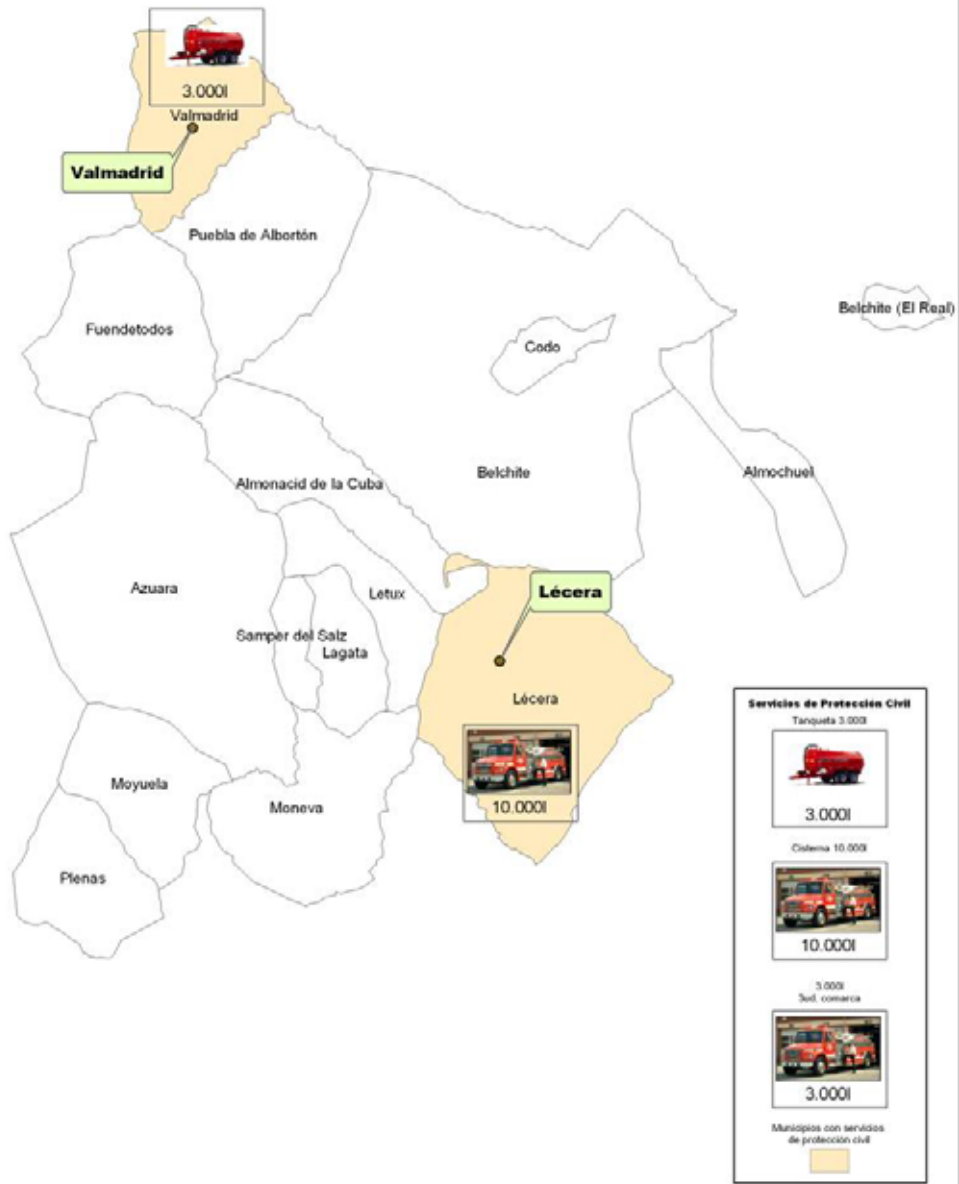 3.000l
Valmadrid
Valmadrid
Puebla de Albortón
Fuendetodos
Belchite (El Real)
Codo
Almonacid de la Cuba
Belchite
Almochuel
Azuara
Letux
Lécera
Samper del Salz
Lagata
Lécera
10.000l
Moyuela
Moneva
Plenas
Servicios de Protección Civil
Tanqueta 3.000l
3.000l
Cisterna 10.000l
10.000l
3.000l
Sud. comarca
3.000l
Municipios con servicios
de protección civil